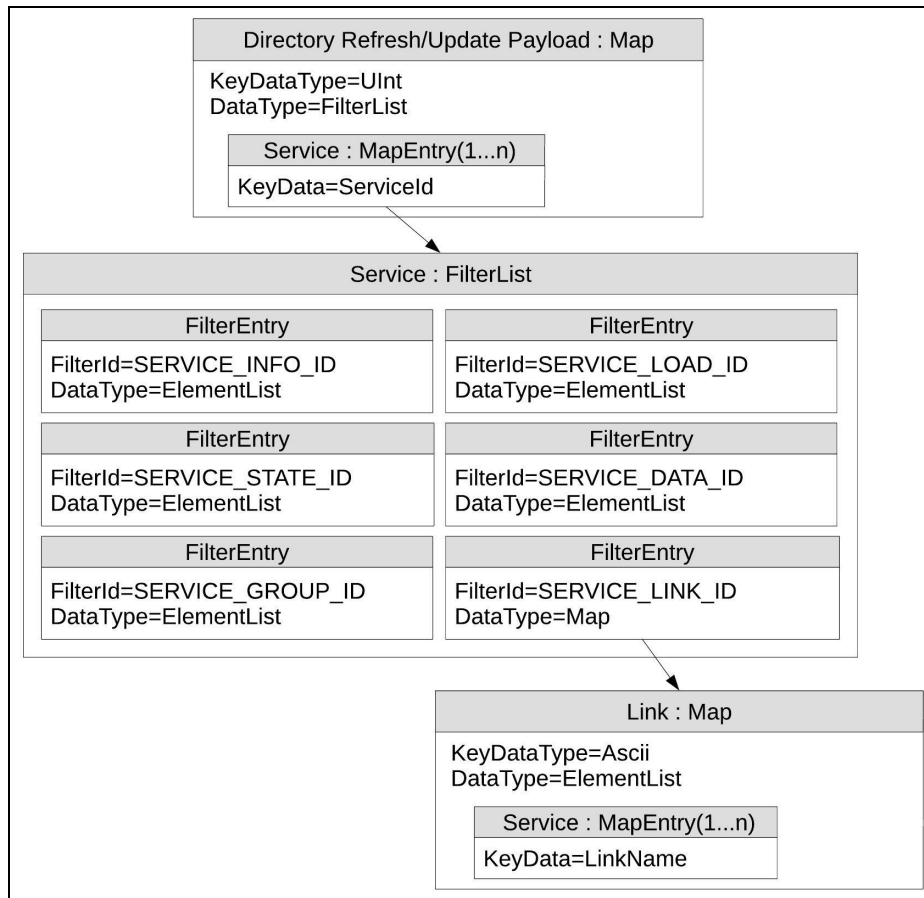 Directory Refresh/Update Payload : Map
KeyDataType=UInt
DataType=FilterList
Service : MapEntry(1...n)
KeyData=ServiceId
Service : FilterList
FilterEntry
FilterId=SERVICE_INFO_ID
DataType=ElementList
FilterEntry
FilterId=SERVICE_LOAD_ID
DataType=ElementList
FilterEntry
FilterId=SERVICE_STATE_ID
DataType=ElementList
FilterEntry
FilterId=SERVICE_DATA_ID
DataType=ElementList
FilterEntry
FilterId=SERVICE_GROUP_ID
DataType=ElementList
FilterEntry
FilterId=SERVICE_LINK_ID
DataType=Map
Link : Map
KeyDataType=Ascii
DataType=ElementList
Service : MapEntry(1...n)
KeyData=LinkName